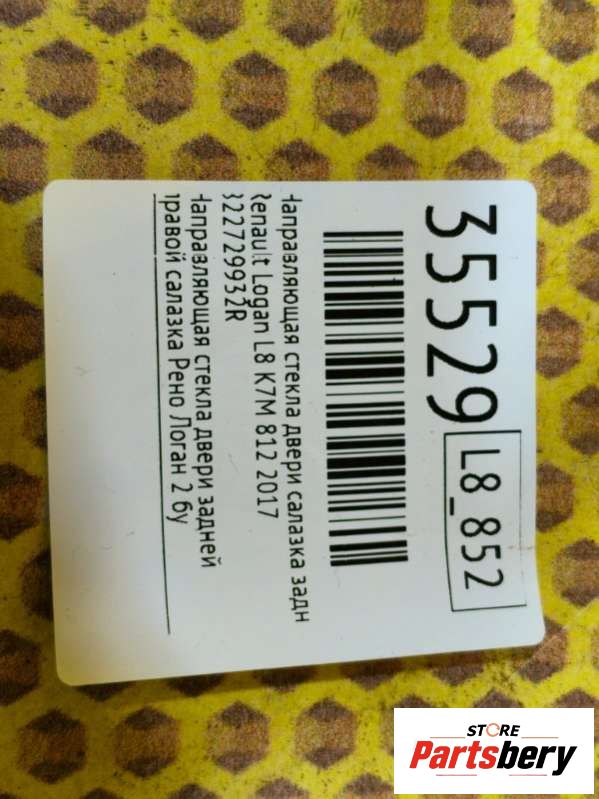 35529
L8_852
Направляющая стекла двери салазка задн
Renault Logan L8 K7M 812 2017
822729932R
Направляющая стекла двери задней
правой салазка Рено Логан 2 бу
STORE
Partsbery